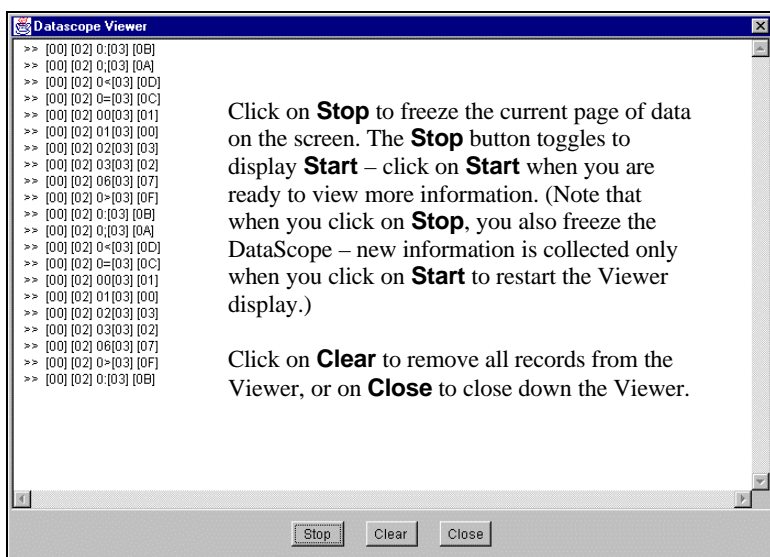 Datascope Viewer
>> [00] [02] 0:[03] [0B]
>> [00] [02] 0;[03] [0A]
>> [00] [02] 0<[03] [0D]
>> [00] [02] 0=[03] [0C]
>> [00] [02] 00[03] [01]
>> [00] [02] 01[03] [00]
>> [00] [02] 02[03] [03]
>> [00] [02] 03[03] [02]
>> [00] [02] 06[03] [07]
>> [00] [02] 0>[03] [0F]
>> [00] [02] 0:[03] [0B]
>> [00] [02] 0;[03] [0A]
>> [00] [02] 0<[03] [0D]
>> [00] [02] 0=[03] [0C]
>> [00] [02] 00[03] [01]
>> [00] [02] 01[03] [00]
>> [00] [02] 02[03] [03]
>> [00] [02] 03[03] [02]
>> [00] [02] 06[03] [07]
>> [00] [02] 0>[03] [0F]
>> [00] [02] 0:[03] [0B]
Click on Stop to freeze the current page of data
on the screen. The Stop button toggles to
display Start – click on Start when you are
ready to view more information. (Note that
when you click on Stop, you also freeze the
DataScope – new information is collected only
when you click on Start to restart the Viewer
display.)
Click on Clear to remove all records from the
Viewer, or on Close to close down the Viewer.
Stop Clear Close